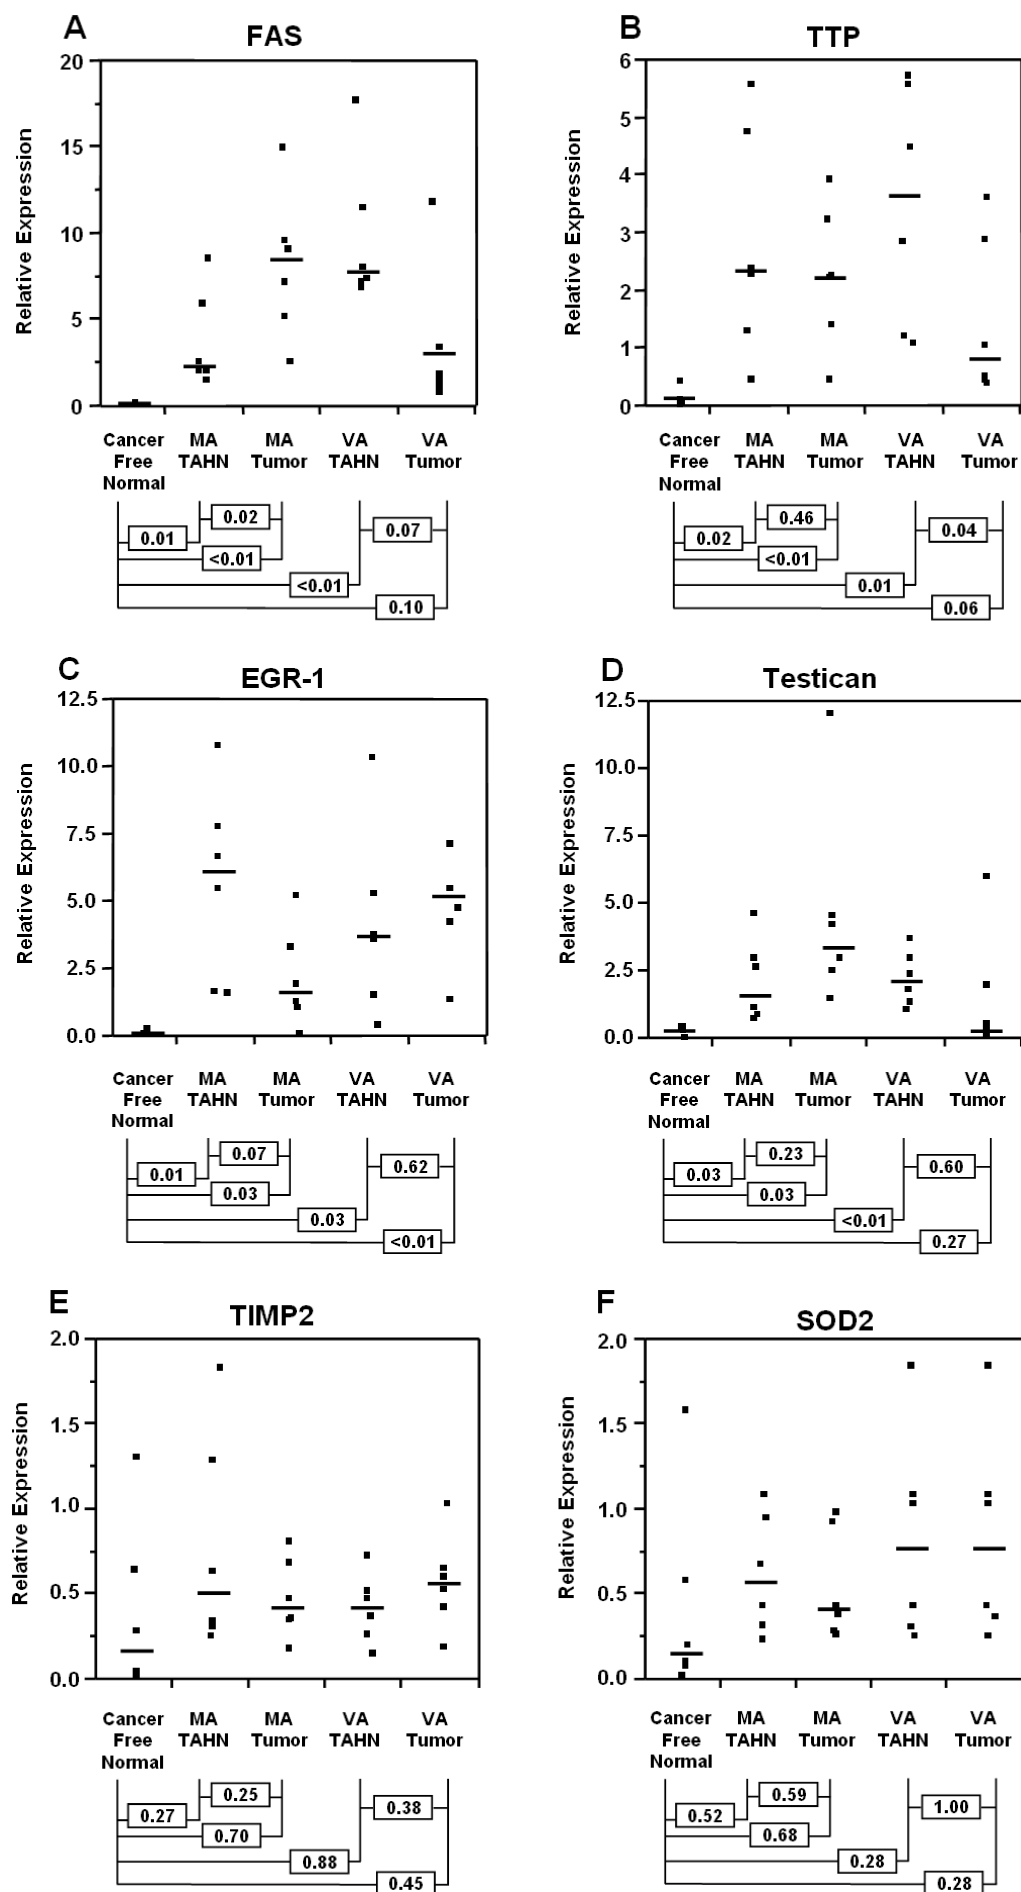 A
FAS
Relative Expression
20
15
10
5
0
Cancer Free Normal
MA TAHN
MA Tumor
VA TAHN
VA Tumor
0.02
0.07
0.01
<0.01
<0.01
0.10
B
TTP
Relative Expression
6
5
4
3
2
1
0
Cancer Free Normal
MA TAHN
MA Tumor
VA TAHN
VA Tumor
0.46
0.04
0.02
<0.01
0.01
0.06
C
EGR-1
Relative Expression
12.5
10.0
7.5
5.0
2.5
0.0
Cancer Free Normal
MA TAHN
MA Tumor
VA TAHN
VA Tumor
0.07
0.62
0.01
0.03
0.03
<0.01
D
Testican
Relative Expression
12.5
10.0
7.5
5.0
2.5
0.0
Cancer Free Normal
MA TAHN
MA Tumor
VA TAHN
VA Tumor
0.23
0.60
0.03
0.03
<0.01
0.27
E
TIMP2
Relative Expression
2.0
1.5
1.0
0.5
0.0
Cancer Free Normal
MA TAHN
MA Tumor
VA TAHN
VA Tumor
0.25
0.38
0.27
0.70
0.88
0.45
F
SOD2
Relative Expression
2.0
1.5
1.0
0.5
0.0
Cancer Free Normal
MA TAHN
MA Tumor
VA TAHN
VA Tumor
0.59
1.00
0.52
0.68
0.28
0.28